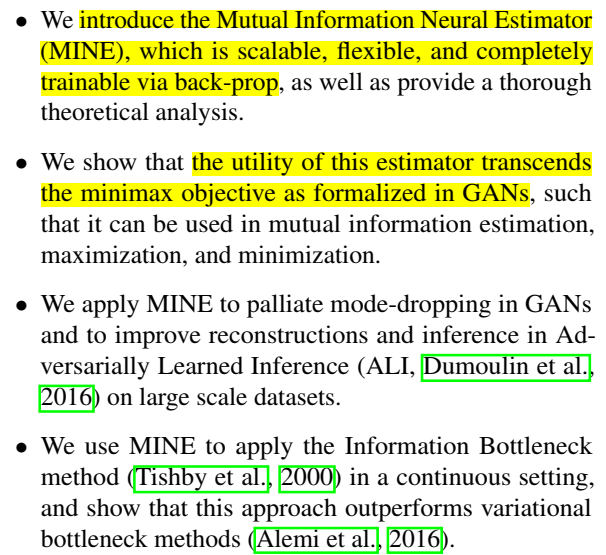 • We introduce the Mutual Information Neural Estimator
(MINE), which is scalable, flexible, and completely
trainable via back-prop, as well as provide a thorough
theoretical analysis.
• We show that the utility of this estimator transcends
the minimax objective as formalized in GANs, such
that it can be used in mutual information estimation,
maximization, and minimization.
• We apply MINE to palliate mode-dropping in GANs
and to improve reconstructions and inference in Ad-
versarially Learned Inference (ALI, Dumoulin et al.,
2016) on large scale datasets.
• We use MINE to apply the Information Bottleneck
method (Tishby et al., 2000) in a continuous setting,
and show that this approach outperforms variational
bottleneck methods (Alemi et al., 2016).